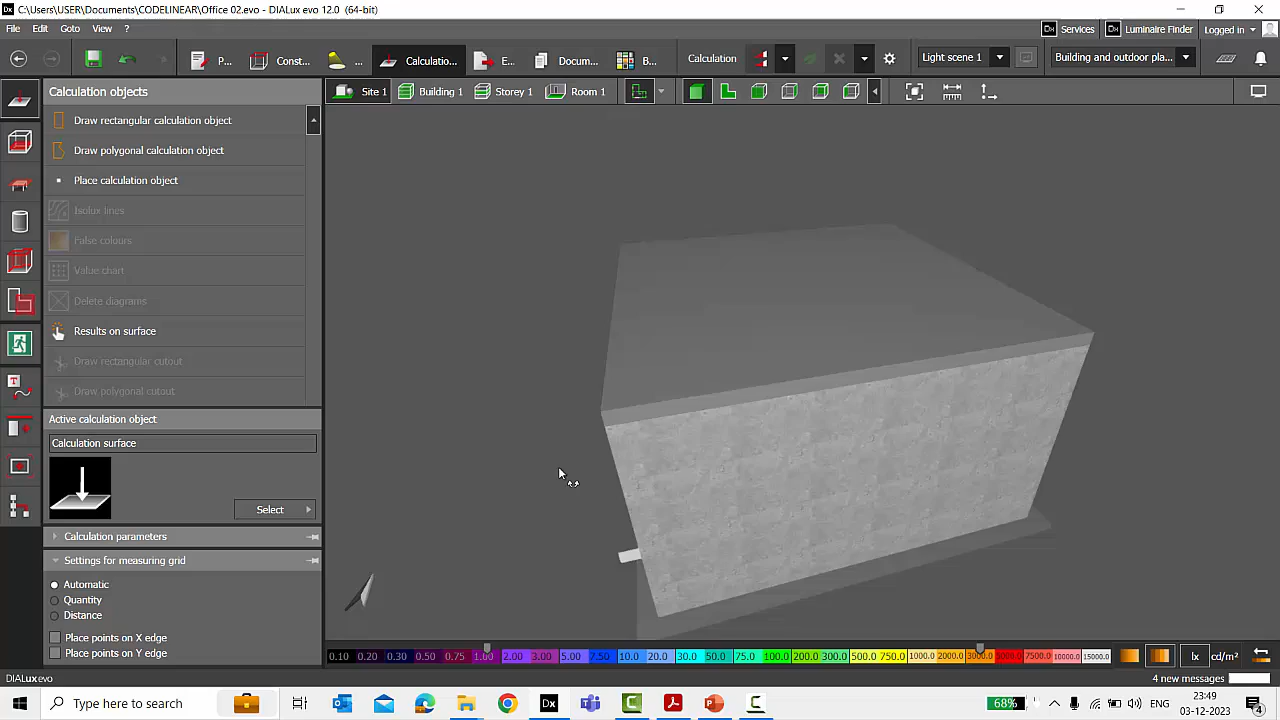 C:\Users\USER\Documents\CODELINEAR\Office 02.evo - DIALux evo 12.0 (64-bit)
File Edit Goto View ? Dx Services Dx Luminaire Finder Logged in
P... Const... ... Calculatio... E... Docum... B... Calculation Light scene 1 Building and outdoor pla...
Calculation objects Site 1 Building 1 Storey 1 Room 1
Draw rectangular calculation object
Draw polygonal calculation object
Place calculation object
Isolux lines
False colours
Value chart
Delete diagrams
Results on surface
Draw rectangular cutout
Draw polygonal cutout
Active calculation object
Calculation surface
Select
Calculation parameters
Settings for measuring grid
Automatic
Quantity
Distance
Place points on X edge
Place points on Y edge
0.10 0.20 0.30 0.50 0.75 1.00 2.00 3.00 5.00 7.50 10.0 20.0 30.0 50.0 75.0 100.0 200.0 300.0 500.0 750.0 1000.0 2000.0 3000.0 5000.0 7500.0 10000.0 15000.0 lx cd/m²
DIALux evo 4 new messages
Type here to search Dx 68% ENG 23:49
03-12-2023 4